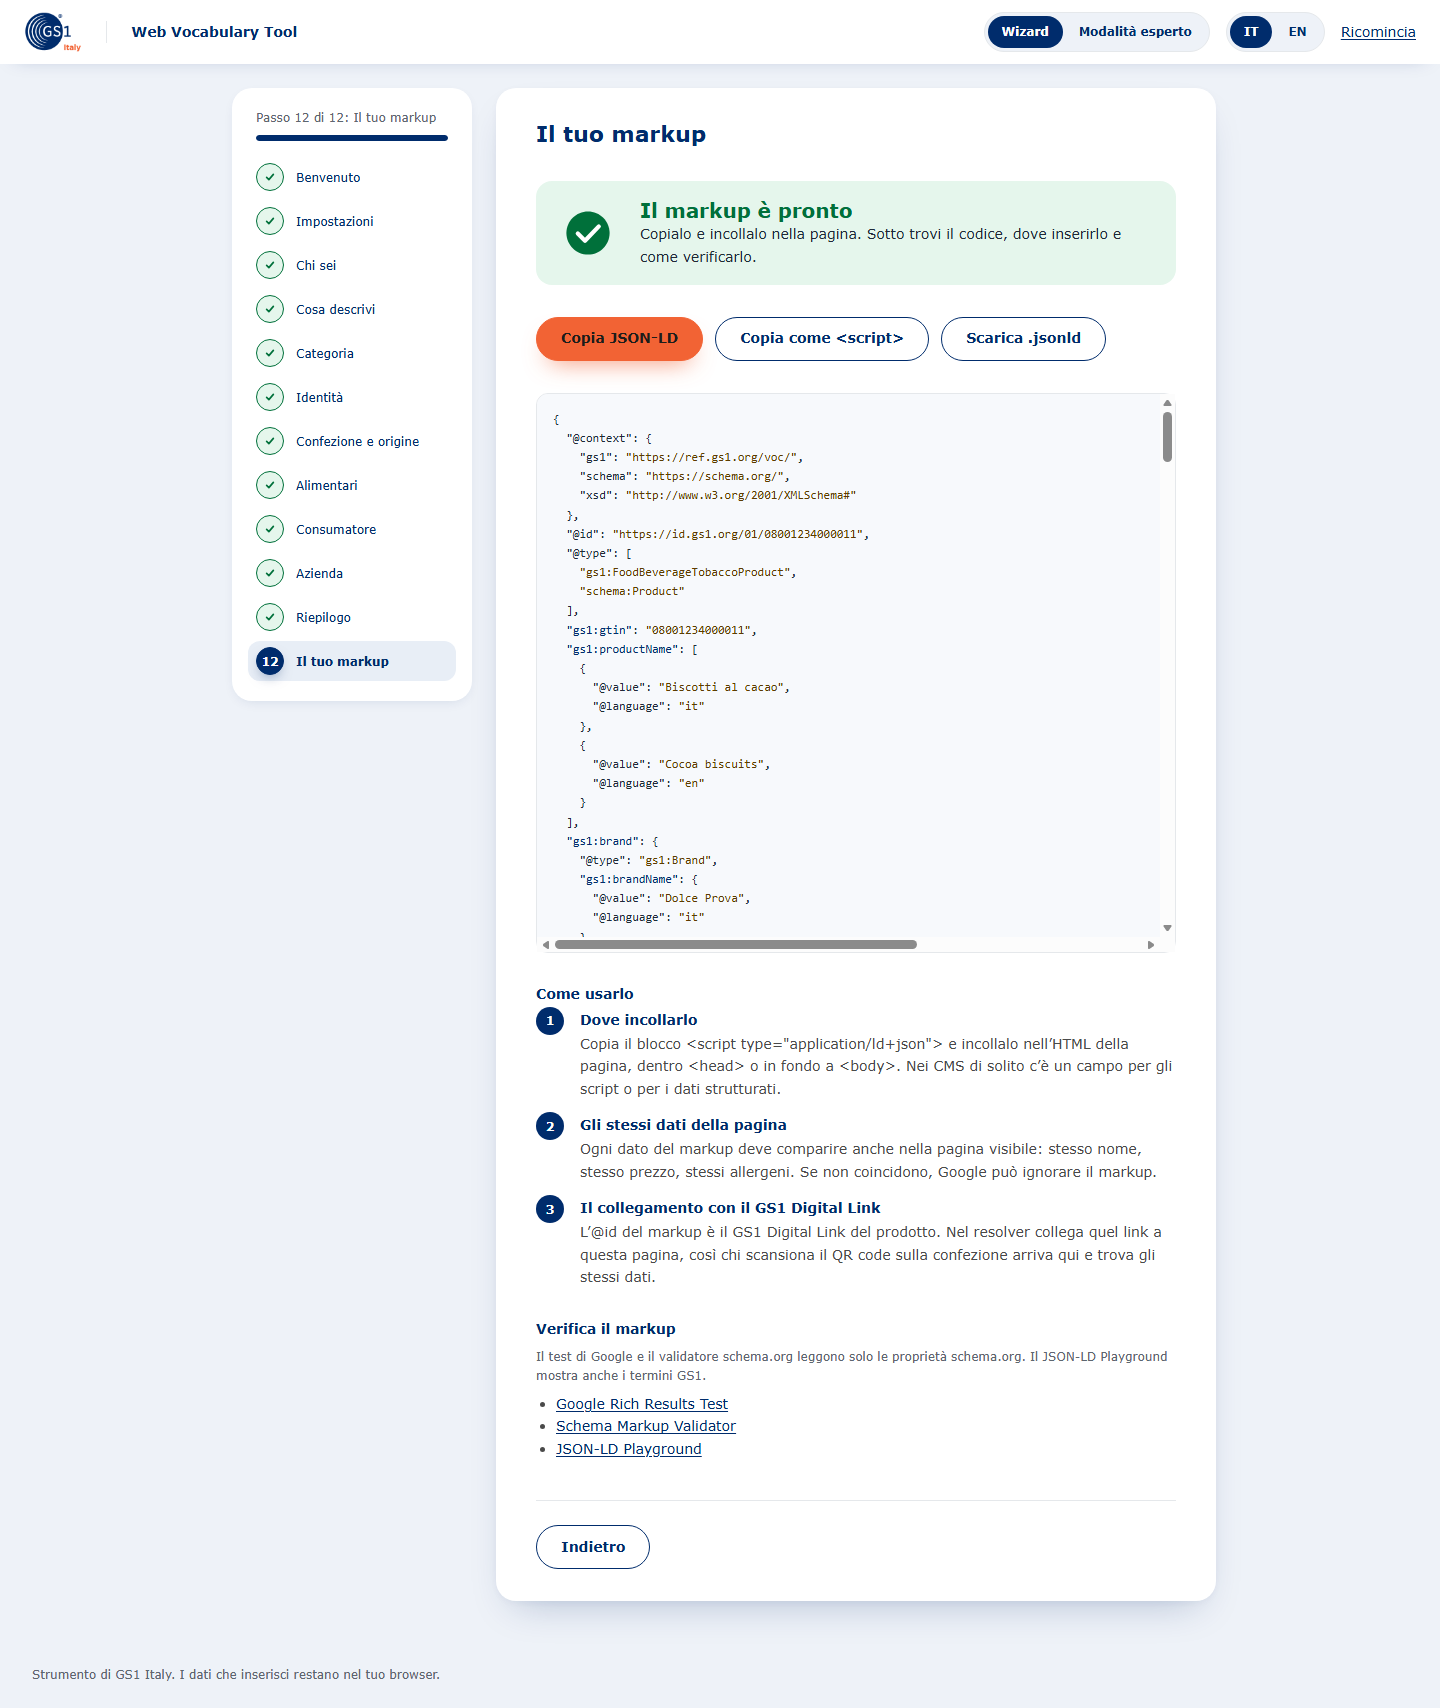 GS1
Italy
Web Vocabulary Tool
Wizard
Modalità esperto
IT
EN
Ricomincia
Passo 12 di 12: Il tuo markup
Benvenuto
Impostazioni
Chi sei
Cosa descrivi
Categoria
Identità
Confezione e origine
Alimentari
Consumatore
Azienda
Riepilogo
12 Il tuo markup
Il tuo markup
Il markup è pronto
Copialo e incollalo nella pagina. Sotto trovi il codice, dove inserirlo e
come verificarlo.
Copia JSON-LD
Copia come <script>
Scarica .jsonld
{
"@context": {
"gs1": "https://ref.gs1.org/voc/",
"schema": "https://schema.org/",
"xsd": "http://www.w3.org/2001/XMLSchema#"
},
"@id": "https://id.gs1.org/01/08001234000011",
"@type": [
"gs1:FoodBeverageTobaccoProduct",
"schema:Product"
],
"gs1:gtin": "08001234000011",
"gs1:productName": [
{
"@value": "Biscotti al cacao",
"@language": "it"
},
{
"@value": "Cocoa biscuits",
"@language": "en"
}
],
"gs1:brand": {
"@type": "gs1:Brand",
"gs1:brandName": {
"@value": "Dolce Prova",
"@language": "it"
}
Come usarlo
1 Dove incollarlo
Copia il blocco <script type="application/ld+json"> e incollalo nell’HTML della
pagina, dentro <head> o in fondo a <body>. Nei CMS di solito c’è un campo per gli
script o per i dati strutturati.
2 Gli stessi dati della pagina
Ogni dato del markup deve comparire anche nella pagina visibile: stesso nome,
stesso prezzo, stessi allergeni. Se non coincidono, Google può ignorare il markup.
3 Il collegamento con il GS1 Digital Link
L’@id del markup è il GS1 Digital Link del prodotto. Nel resolver collega quel link a
questa pagina, così chi scansiona il QR code sulla confezione arriva qui e trova gli
stessi dati.
Verifica il markup
Il test di Google e il validatore schema.org leggono solo le proprietà schema.org. Il JSON-LD Playground
mostra anche i termini GS1.
Google Rich Results Test
Schema Markup Validator
JSON-LD Playground
Indietro
Strumento di GS1 Italy. I dati che inserisci restano nel tuo browser.